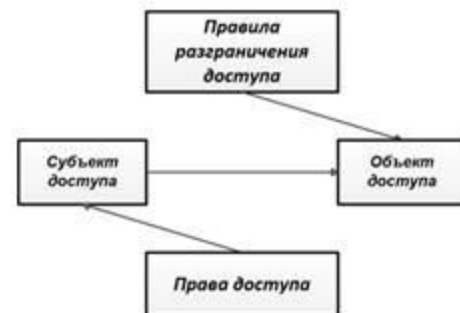 Правила
разграничения
доступа
Субъект
доступа
Объект
доступа
Права доступа